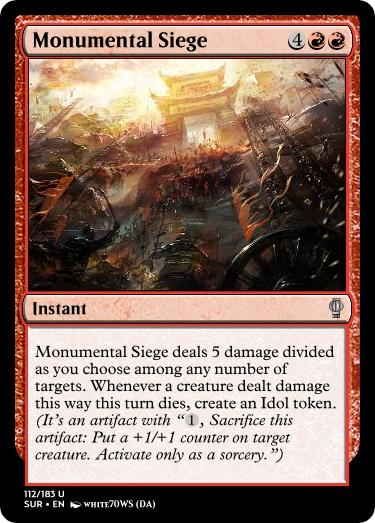 Monumental Siege 4
Instant
Monumental Siege deals 5 damage divided
as you choose among any number of
targets. Whenever a creature dealt damage
this way this turn dies, create an Idol token.
(It's an artifact with “1, Sacrifice this
artifact: Put a +1/+1 counter on target
creature. Activate only as a sorcery.”)
112/183 U
SUR • EN WHITE70WS (DA)